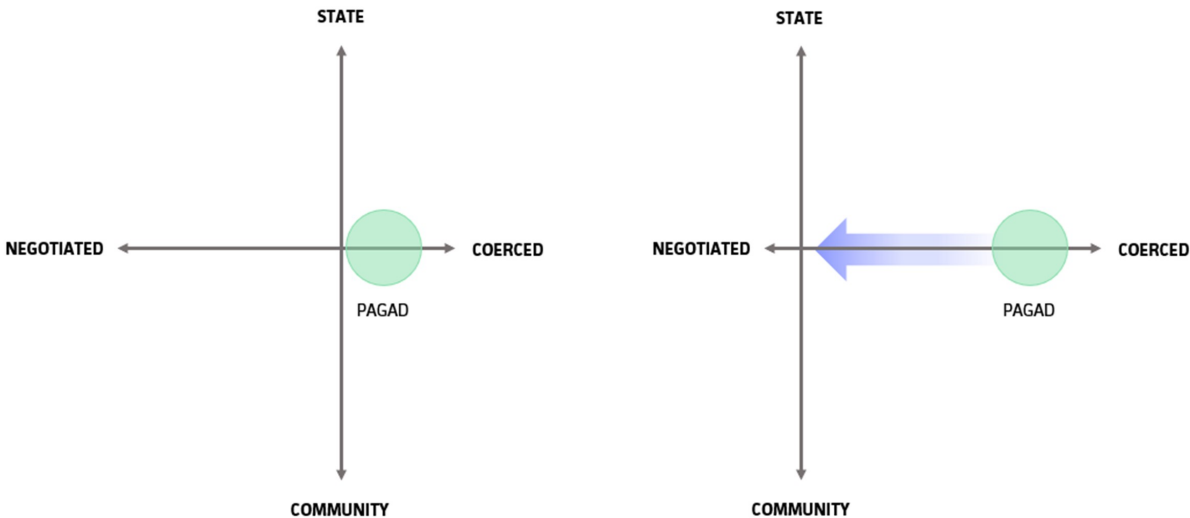 STATE
NEGOTIATED
COERCED
PAGAD
COMMUNITY
STATE
NEGOTIATED
COERCED
PAGAD
COMMUNITY